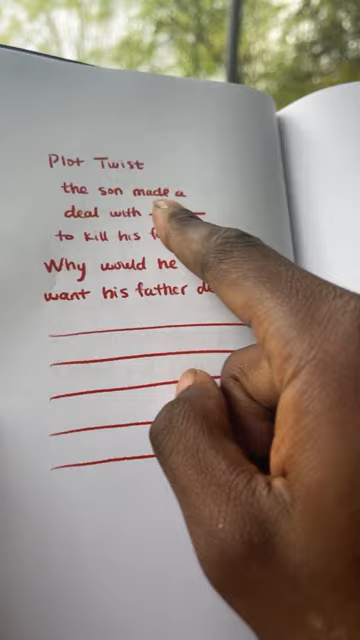 Plot Twist
the son made a
deal with
to kill his
Why would he
want his father